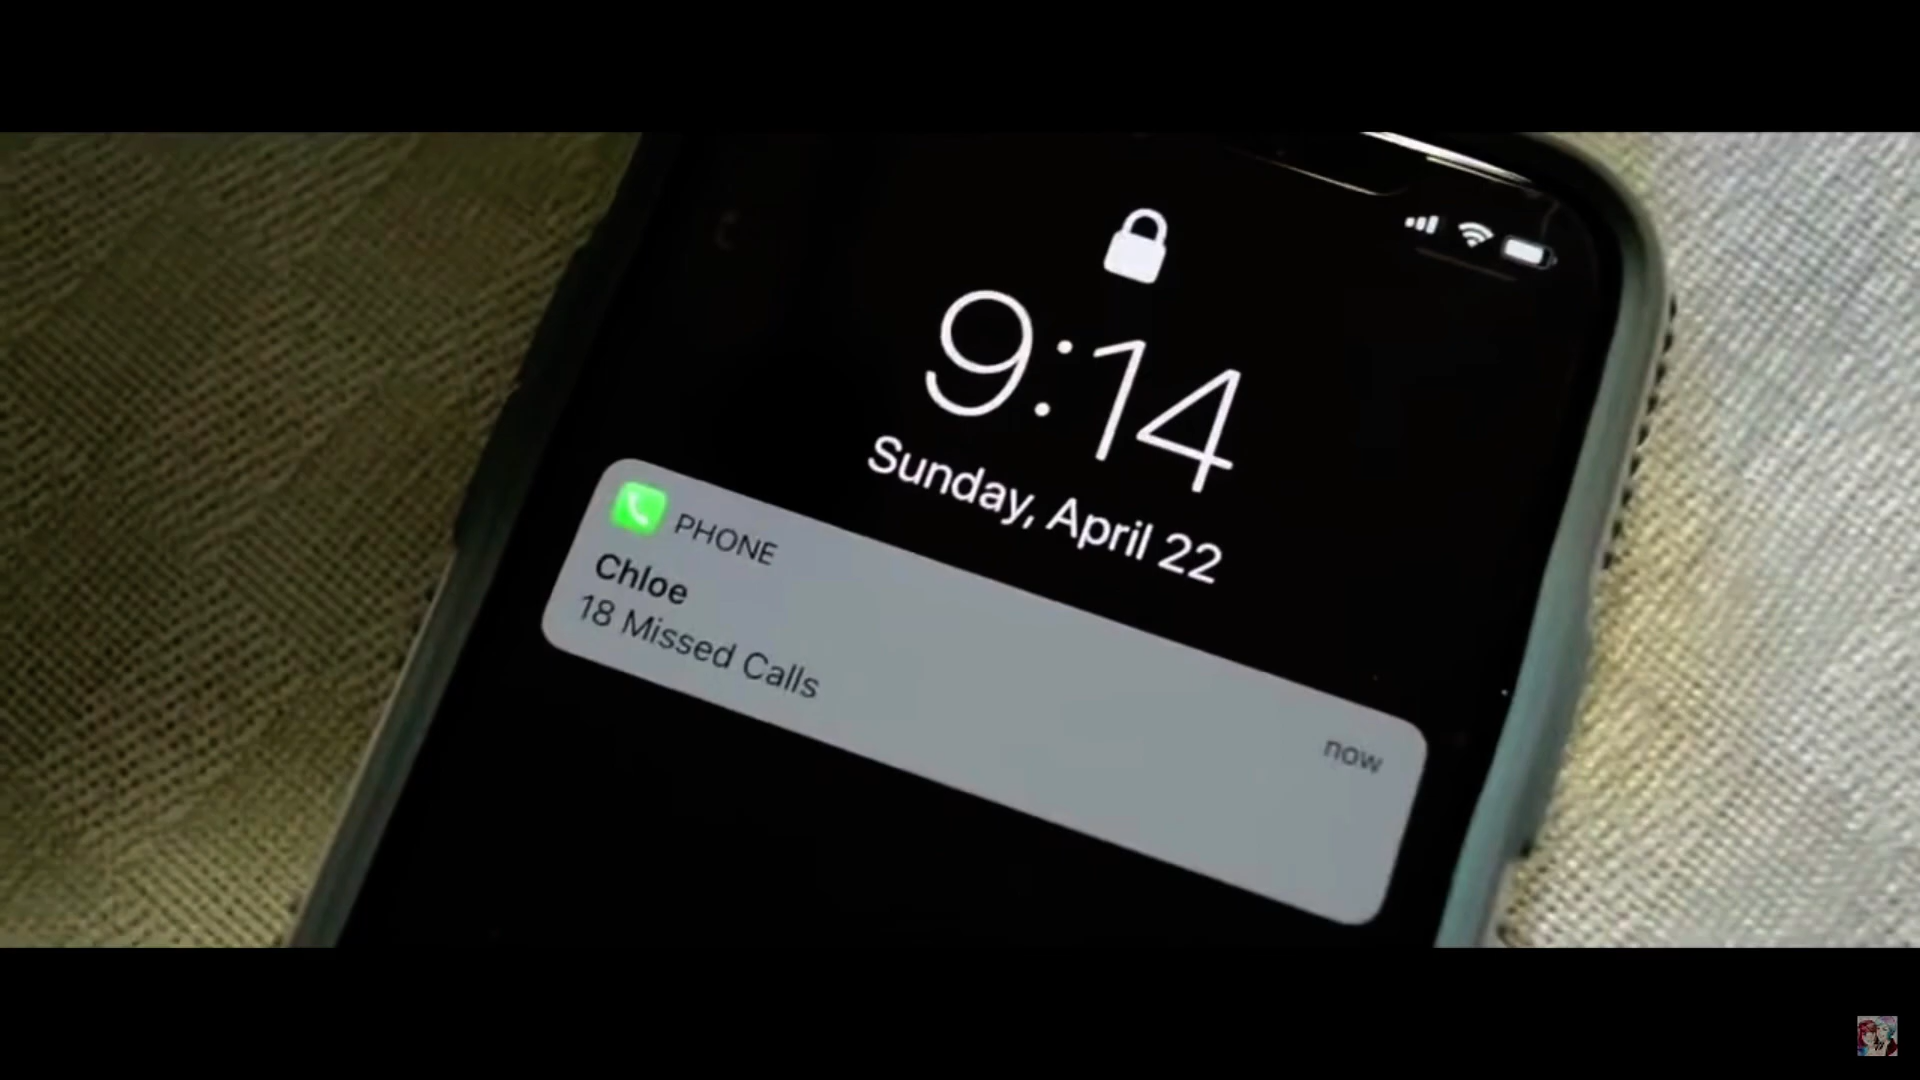 9:14
Sunday, April 22
PHONE
now
Chloe
18 Missed Calls